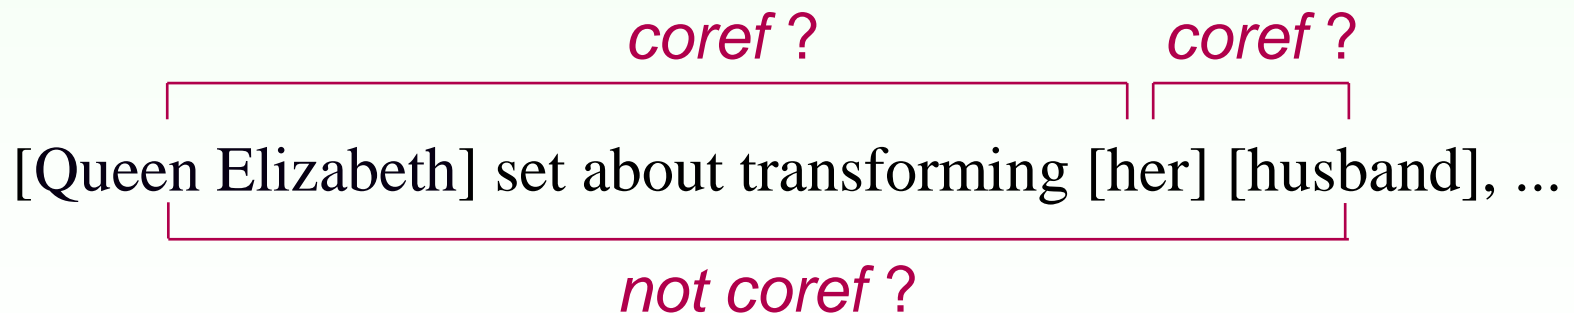 coref ? coref ?
[Queen Elizabeth] set about transforming [her] [husband], ...
not coref ?